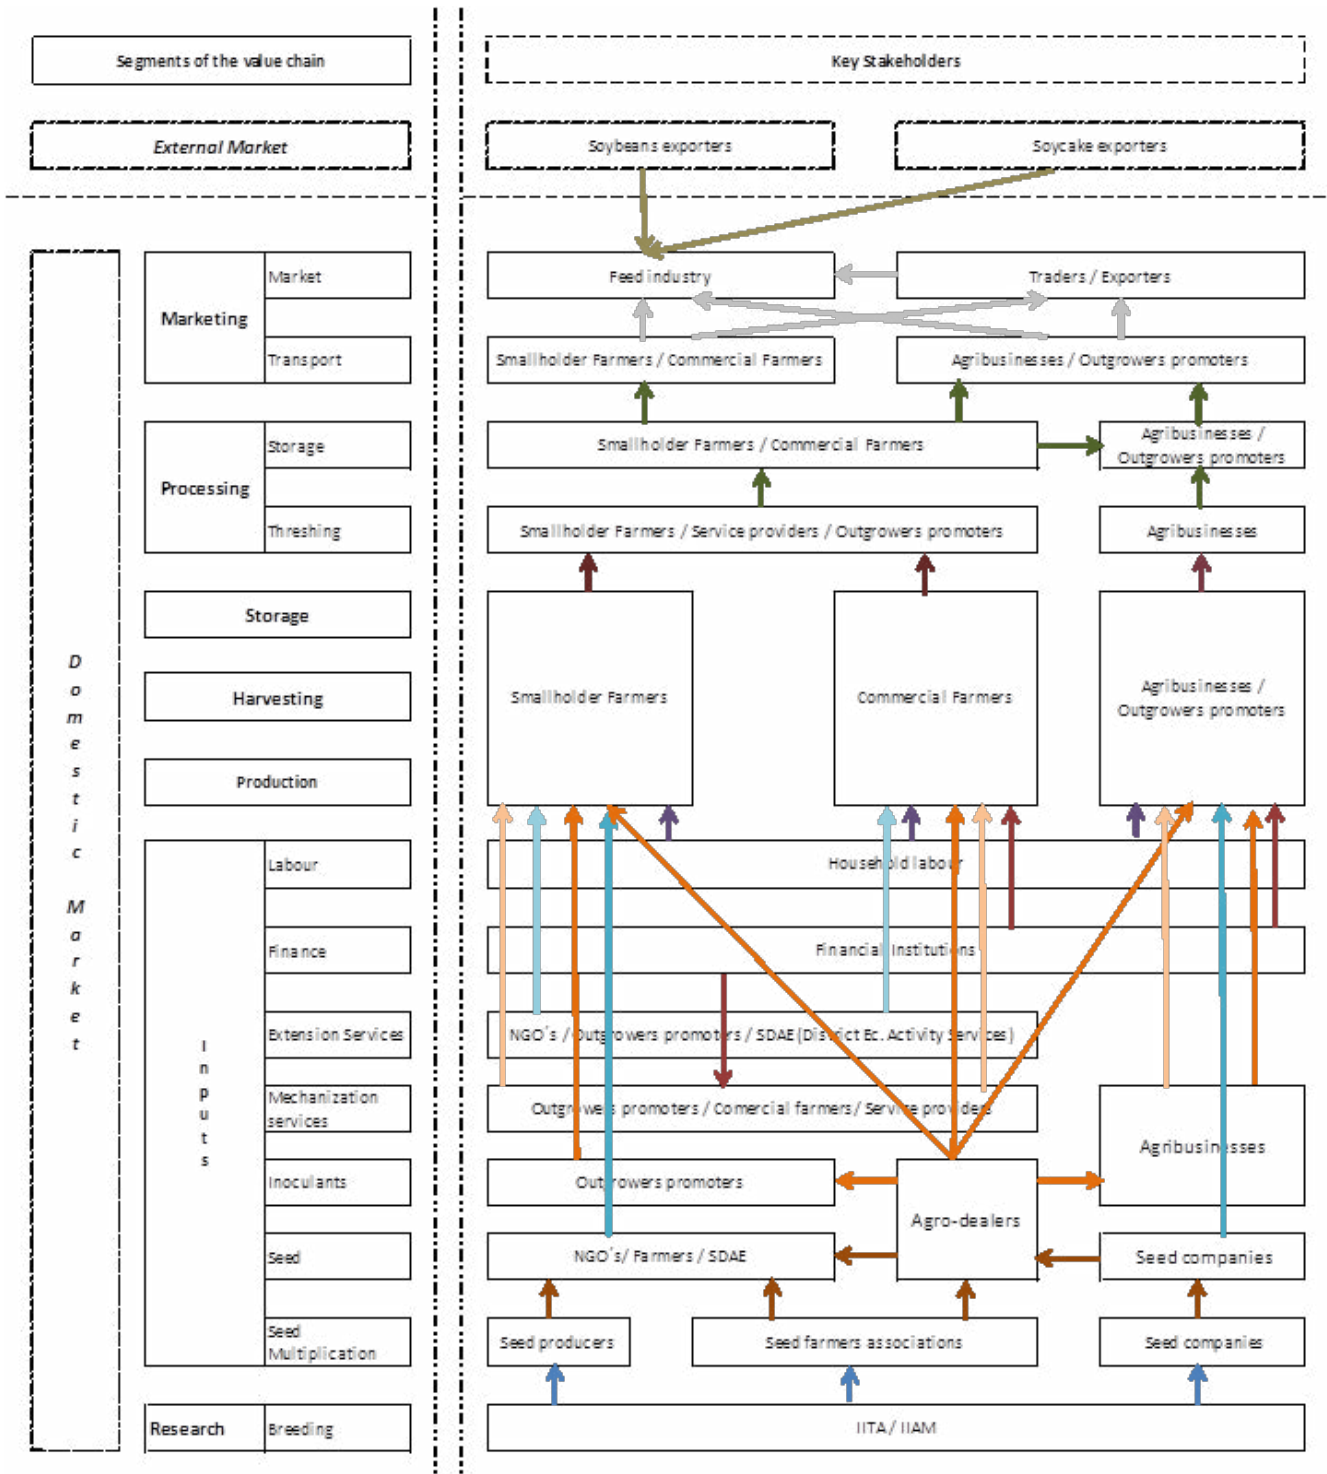 Segments of the value chain
Key Stakeholders
External Market
Soybeans exporters
Soycake exporters
Domestic Market
Marketing
Market
Feed industry
Traders / Exporters
Transport
Smallholder Farmers / Commercial Farmers
Agribusinesses / Outgrowers promoters
Processing
Storage
Smallholder Farmers / Commercial Farmers
Agribusinesses /
Outgrowers promoters
Threshing
Smallholder Farmers / Service providers / Outgrowers promoters
Agribusinesses
Storage
Harvesting
Production
Smallholder Farmers
Commercial Farmers
Agribusinesses /
Outgrowers promoters
Inputs
Labour
Household labour
Finance
Financial Institutions
Extension Services
NGO's / Outgrowers promoters / SDAE (District Ec. Activity Services)
Mechanization
services
Outgrowers promoters / Comercial farmers / Service providers
Agribusinesses
Inoculants
Outgrowers promoters
Agro-dealers
Seed
NGO's/ Farmers / SDAE
Seed companies
Seed
Multiplication
Seed producers
Seed farmers associations
Seed companies
Research
Breeding
IITA / IIAM